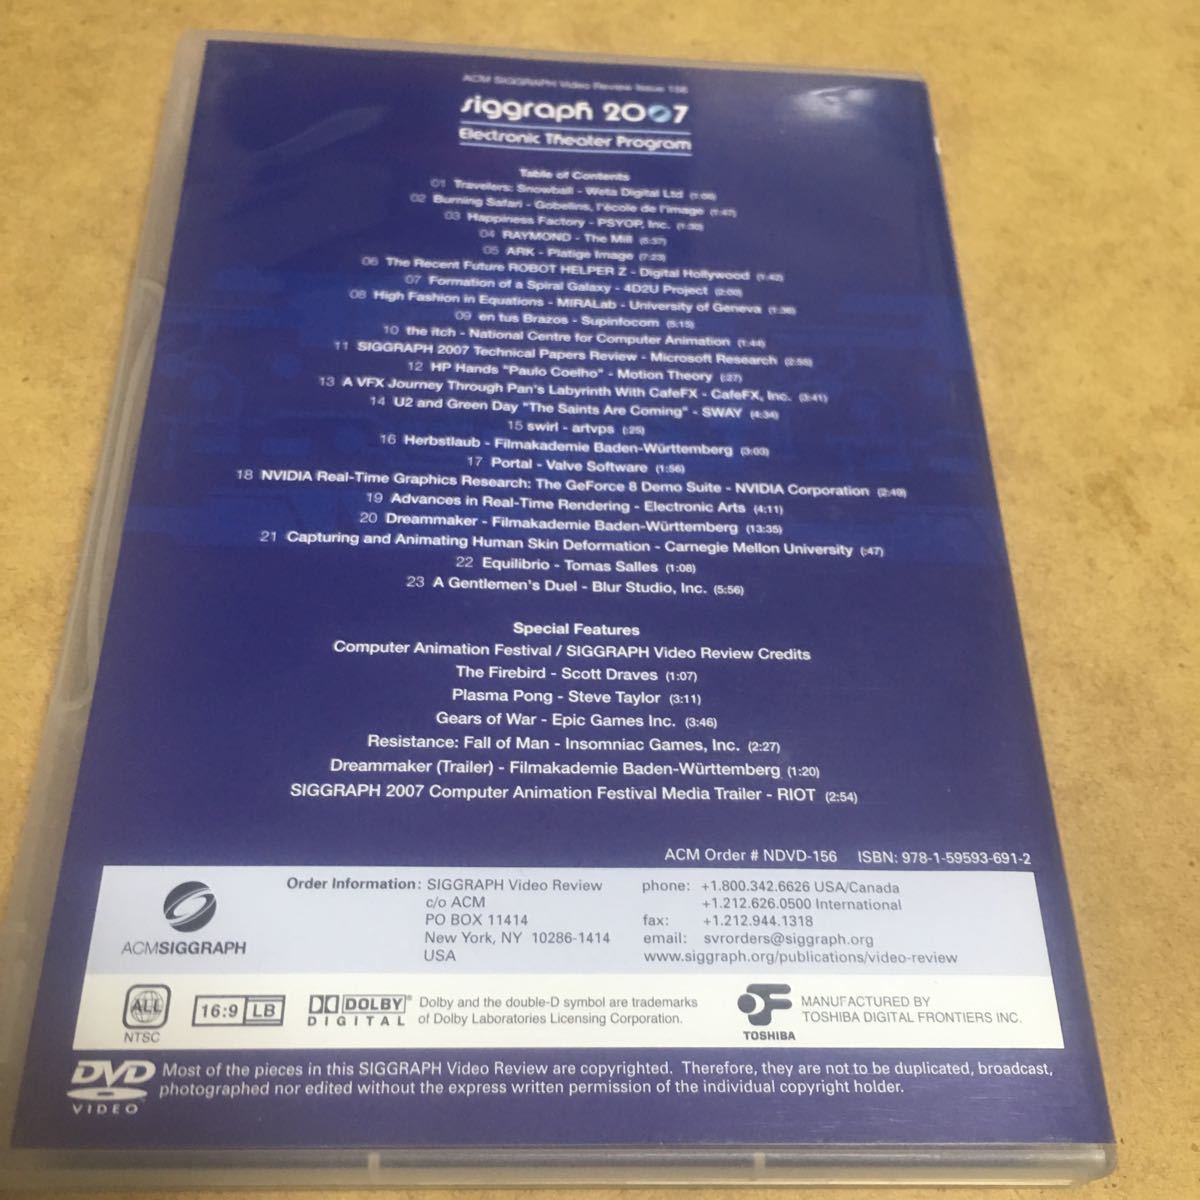 ACM SIGGRAPH Video Review Issue 156
siggraph 2007
Electronic Theater Program
Table of Contents
01 Travelers: Snowball - Weta Digital Ltd (1:06)
02 Burning Safari - Gobelins, l'école de l'image (1:47)
03 Happiness Factory - PSYOP, Inc. (1:30)
04 RAYMOND - The Mill (5:37)
05 ARK - Platige Image (7:23)
06 The Recent Future ROBOT HELPER Z - Digital Hollywood (1:42)
07 Formation of a Spiral Galaxy - 4D2U Project (2:00)
08 High Fashion in Equations - MIRALab - University of Geneva (1:36)
09 en tus Brazos - Supinfocom (5:15)
10 the itch - National Centre for Computer Animation (1:44)
11 SIGGRAPH 2007 Technical Papers Review - Microsoft Research (2:55)
12 HP Hands "Paulo Coelho" - Motion Theory (:27)
13 A VFX Journey Through Pan's Labyrinth With CafeFX - CafeFX, Inc. (3:41)
14 U2 and Green Day "The Saints Are Coming" - SWAY (4:34)
15 swirl - artvps (:25)
16 Herbstlaub - Filmakademie Baden-Württemberg (3:03)
17 Portal - Valve Software (1:56)
18 NVIDIA Real-Time Graphics Research: The GeForce 8 Demo Suite - NVIDIA Corporation (2:49)
19 Advances in Real-Time Rendering - Electronic Arts (4:11)
20 Dreammaker - Filmakademie Baden-Württemberg (13:35)
21 Capturing and Animating Human Skin Deformation - Carnegie Mellon University (:47)
22 Equilibrio - Tomas Salles (1:08)
23 A Gentlemen's Duel - Blur Studio, Inc. (5:56)
Special Features
Computer Animation Festival / SIGGRAPH Video Review Credits
The Firebird - Scott Draves (1:07)
Plasma Pong - Steve Taylor (3:11)
Gears of War - Epic Games Inc. (3:46)
Resistance: Fall of Man - Insomniac Games, Inc. (2:27)
Dreammaker (Trailer) - Filmakademie Baden-Württemberg (1:20)
SIGGRAPH 2007 Computer Animation Festival Media Trailer - RIOT (2:54)
ACM Order # NDVD-156 ISBN: 978-1-59593-691-2
ACMSIGGRAPH
Order Information: SIGGRAPH Video Review
c/o ACM
PO BOX 11414
New York, NY 10286-1414
USA
phone: +1.800.342.6626 USA/Canada
+1.212.626.0500 International
fax: +1.212.944.1318
email: svrorders@siggraph.org
www.siggraph.org/publications/video-review
ALL
NTSC
16:9 LB
DOLBY
DIGITAL
Dolby and the double-D symbol are trademarks
of Dolby Laboratories Licensing Corporation.
TOSHIBA
MANUFACTURED BY
TOSHIBA DIGITAL FRONTIERS INC.
DVD
VIDEO
Most of the pieces in this SIGGRAPH Video Review are copyrighted. Therefore, they are not to be duplicated, broadcast,
photographed nor edited without the express written permission of the individual copyright holder.